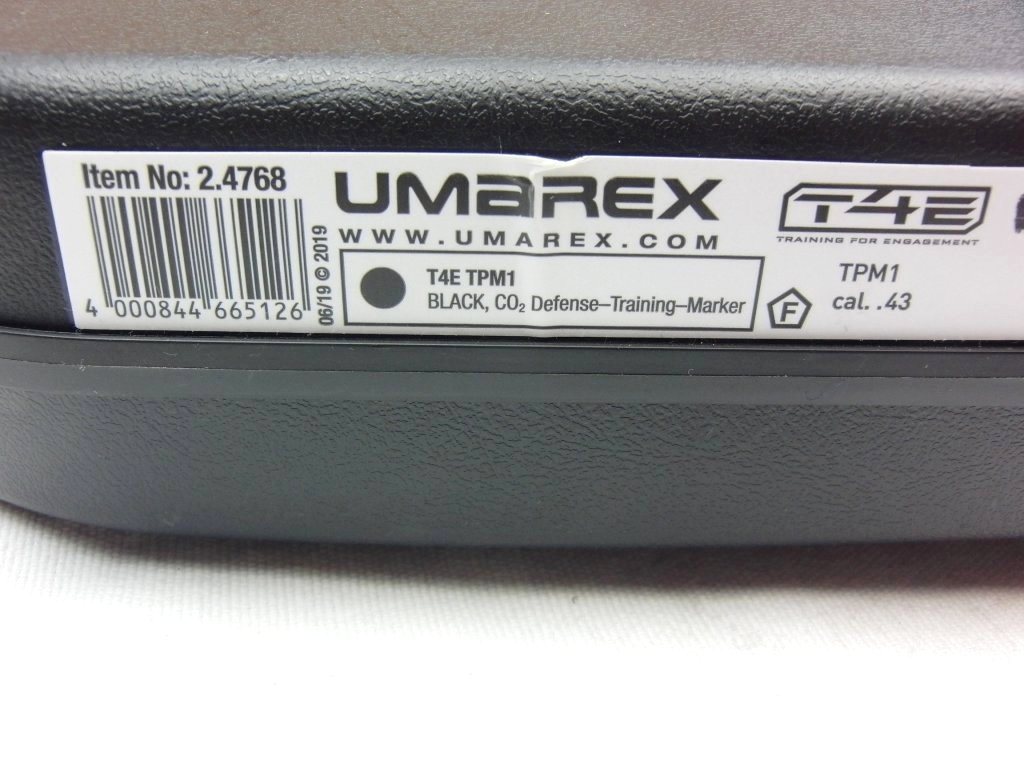 Item No: 2.4768
4 000844 665126
06/19 © 2019
UMAREX
WWW.UMAREX.COM
T4E TPM1
BLACK, CO₂ Defense–Training–Marker
F
T4E
TRAINING FOR ENGAGEMENT
TPM1
cal. .43